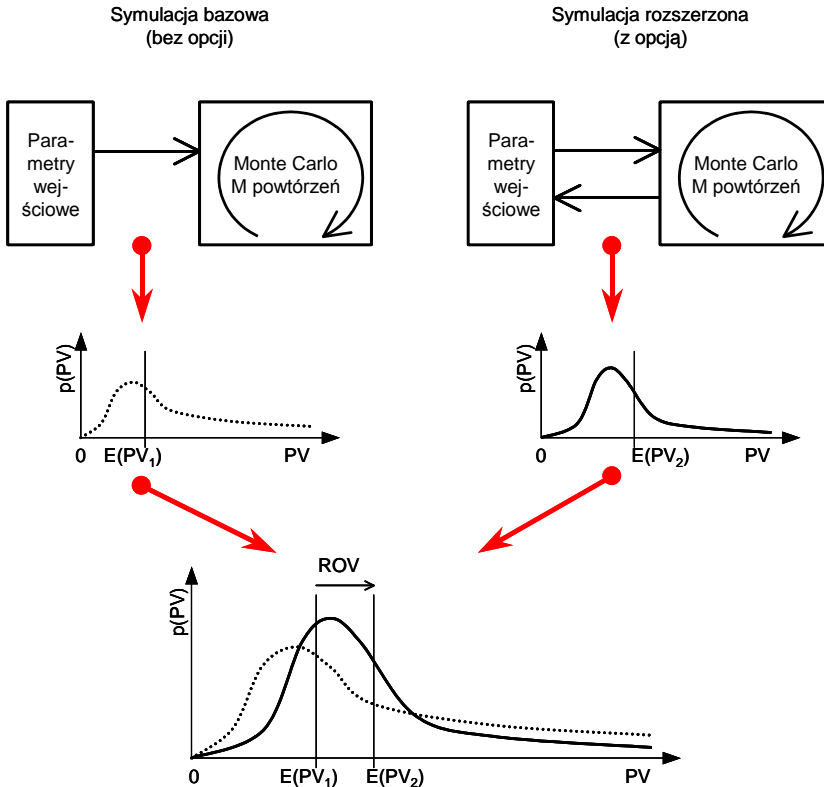 Symulacja bazowa
(bez opcji)
Symulacja rozszerzona
(z opcją)
Para-
metry
wej-
ściowe
Monte Carlo
M powtórzeń
Para-
metry
wej-
ściowe
Monte Carlo
M powtórzeń
p(PV)
0
E(PV₁)
PV
p(PV)
0
E(PV₂)
PV
ROV
p(PV)
0
E(PV₁)
E(PV₂)
PV